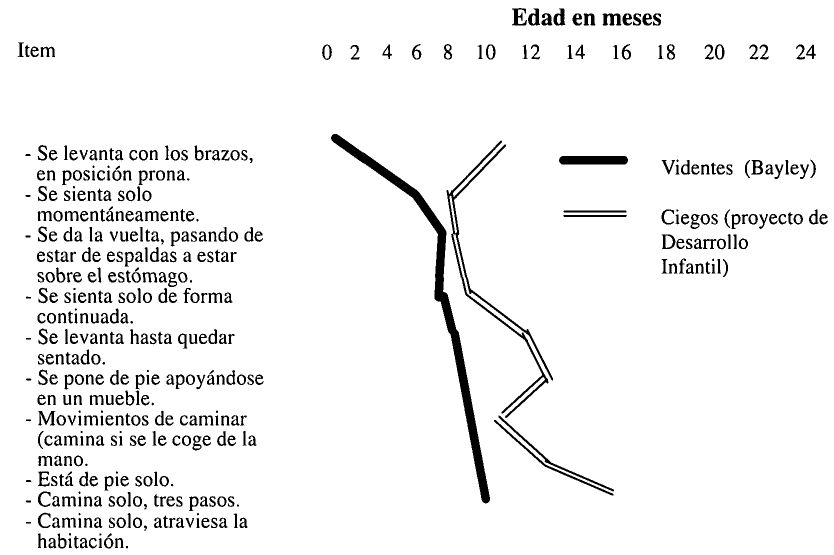 Edad en meses
Item
0 2 4 6 8 10 12 14 16 18 20 22 24
- Se levanta con los brazos,
en posición prona.
- Se sienta solo
momentáneamente.
- Se da la vuelta, pasando de
estar de espaldas a estar
sobre el estómago.
- Se sienta solo de forma
continuada.
- Se levanta hasta quedar
sentado.
- Se pone de pie apoyándose
en un mueble.
- Movimientos de caminar
(camina si se le coge de la
mano.
- Está de pie solo.
- Camina solo, tres pasos.
- Camina solo, atraviesa la
habitación.
Videntes (Bayley)
Ciegos (proyecto de
Desarrollo
Infantil)